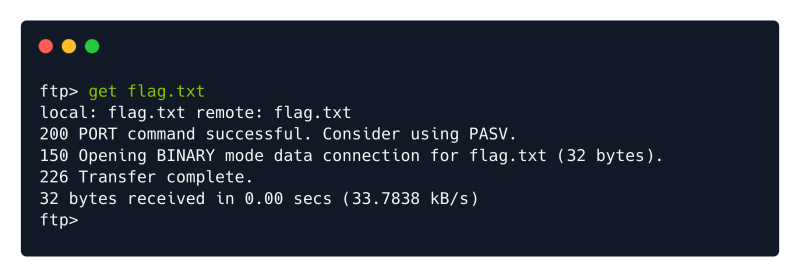 ftp> get flag.txt
local: flag.txt remote: flag.txt
200 PORT command successful. Consider using PASV.
150 Opening BINARY mode data connection for flag.txt (32 bytes).
226 Transfer complete.
32 bytes received in 0.00 secs (33.7838 kB/s)
ftp>